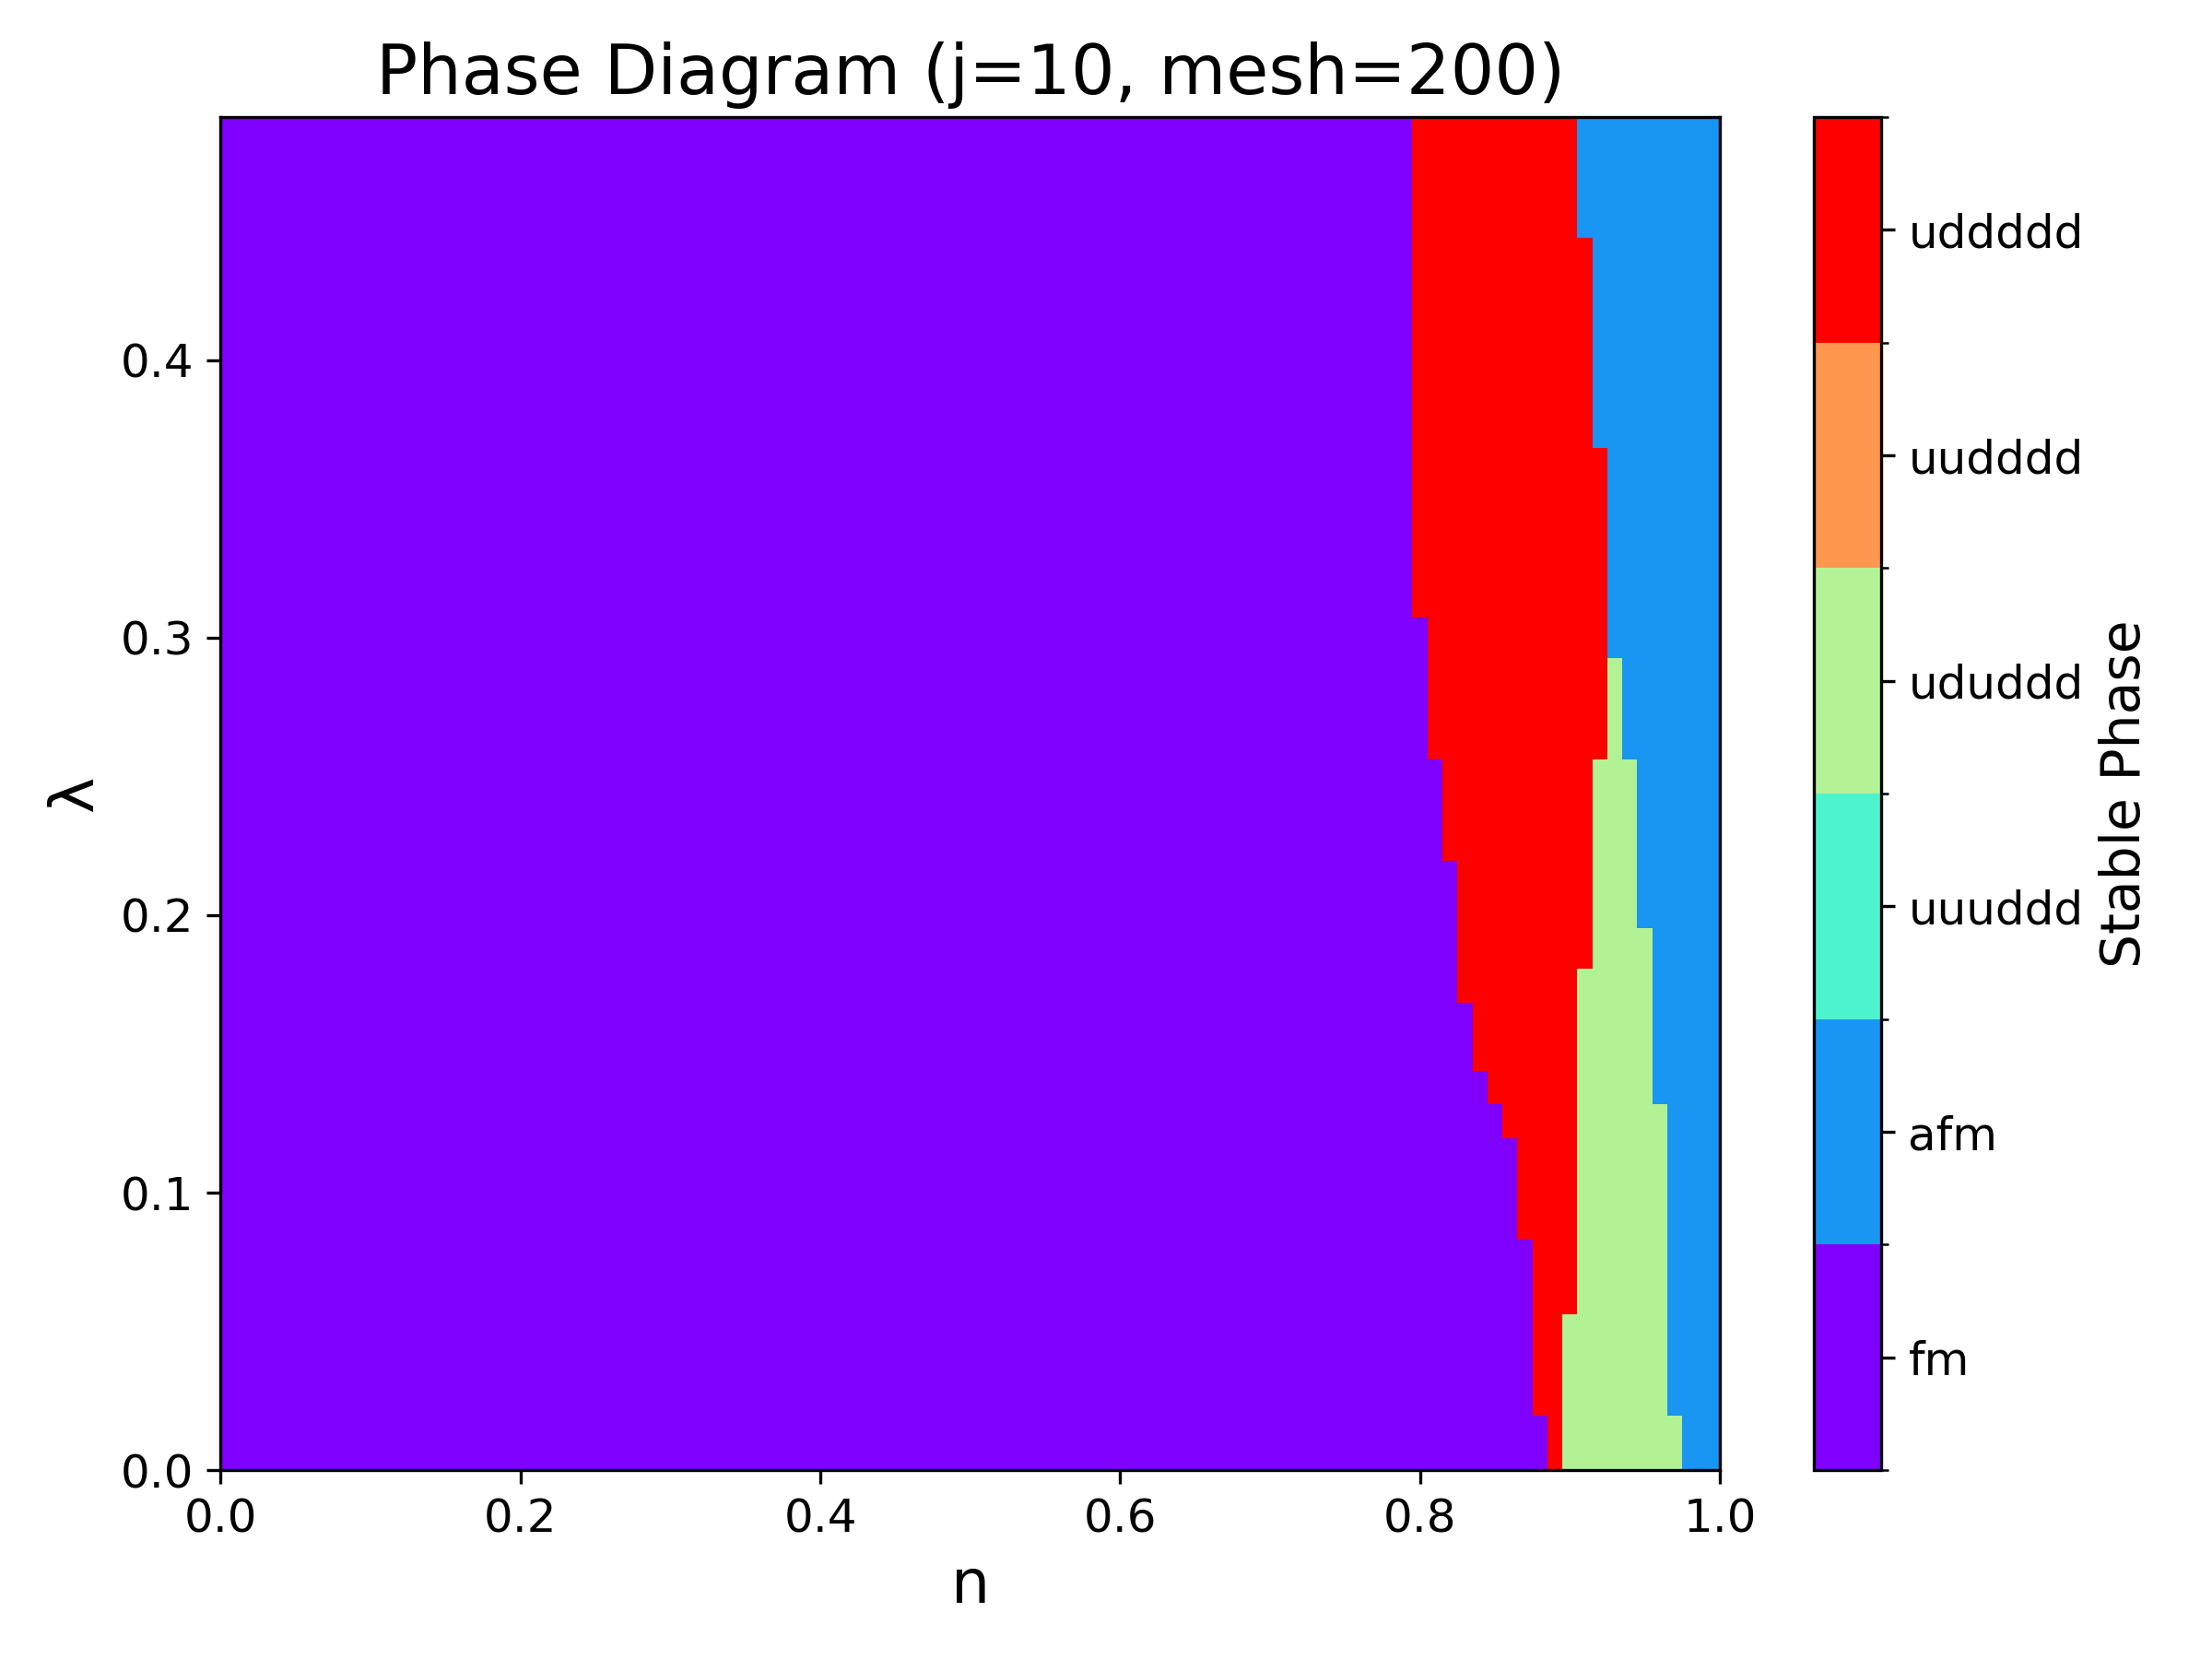 Phase Diagram (j=10, mesh=200)
0.4
0.3
0.2
0.1
0.0
λ
0.0 0.2 0.4 0.6 0.8 1.0
n
uddddd
uudddd
ududdd
uuuddd
afm
fm
Stable Phase